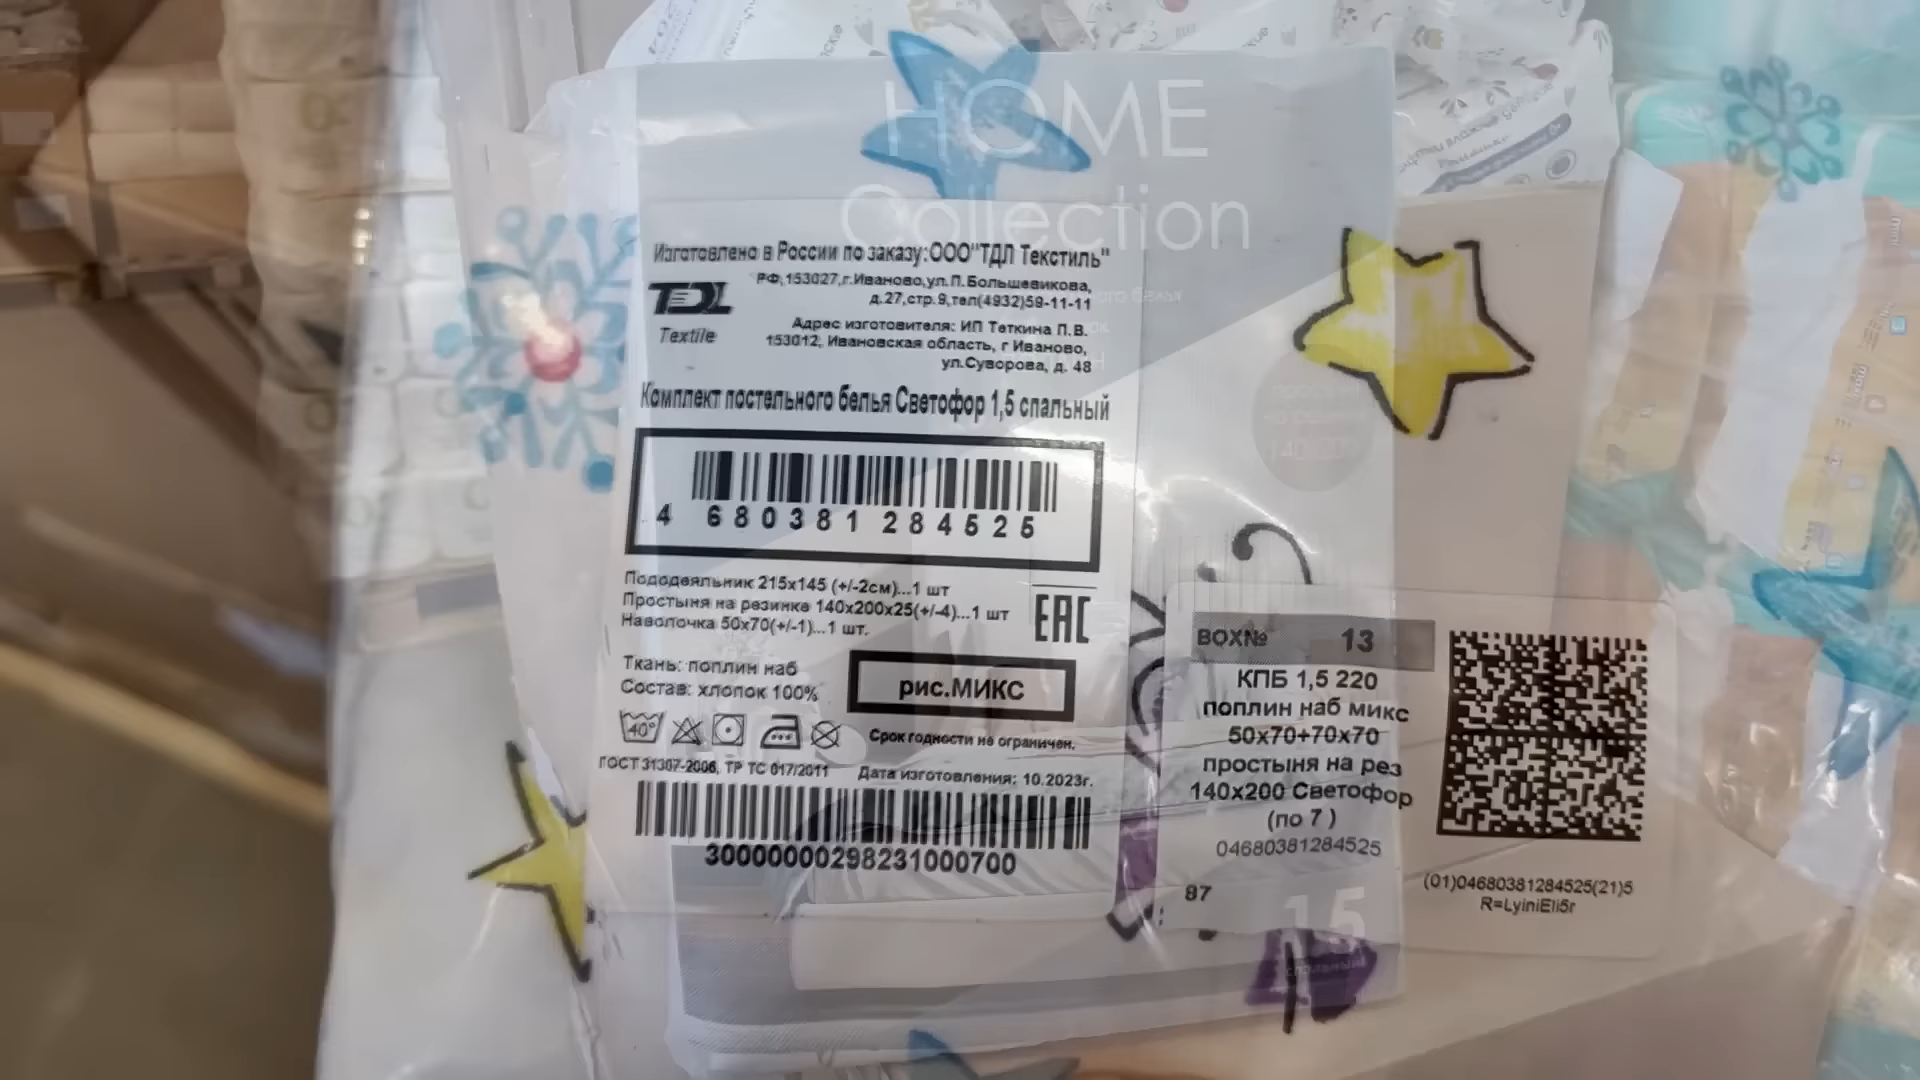 HOME
Collection
Изготовлено в России по заказу:ООО"ТДЛ Текстиль"
РФ,153027,г.Иваново,ул.П.Большевикова,
д.27,стр.9,тел(4932)59-11-11
TDL
Textile
Адрес изготовителя: ИП Теткина П.В.
153012, Ивановская область, г Иваново,
ул.Суворова, д. 48
Комплект постельного белья Светофор 1,5 спальный
4 680381 284525
Пододеяльник 215х145 (+/-2см)...1 шт
Простыня на резинке 140х200х25(+/-4)...1 шт
Наволочка 50х70(+/-1)...1 шт.
EAC
Ткань: поплин наб
Состав: хлопок 100%
рис.МИКС
40°
Срок годности не ограничен.
ГОСТ 31307-2006, ТР ТС 017/2011
Дата изготовления: 10.2023г.
30000000298231000700
BOX№ 13
КПБ 1,5 220
поплин наб микс
50х70+70х70
простыня на рез
140х200 Светофор
(по 7 )
04680381284525
87
(01)04680381284525(21)5
R=LyiniEli5r
1,5